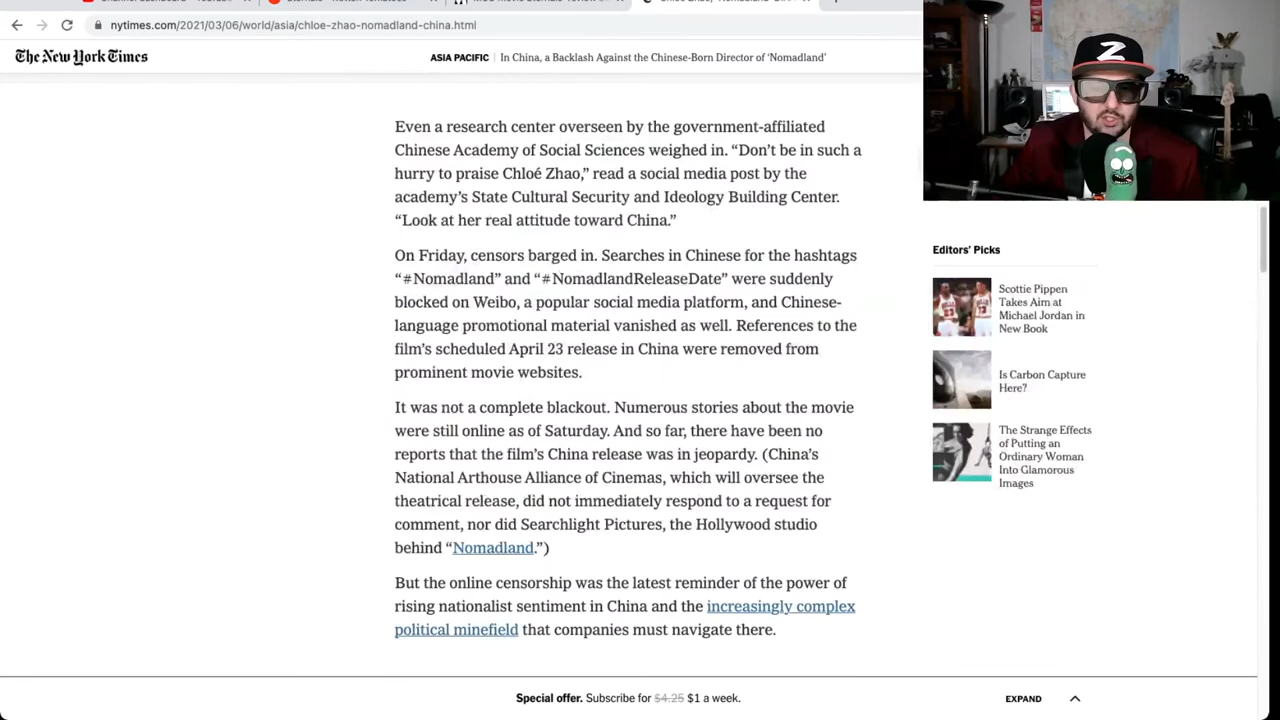 nytimes.com/2021/03/06/world/asia/chloe-zhao-nomadland-china.html
The New York Times
ASIA PACIFIC
In China, a Backlash Against the Chinese-Born Director of ‘Nomadland’
Z
Even a research center overseen by the government-affiliated
Chinese Academy of Social Sciences weighed in. “Don’t be in such a
hurry to praise Chloé Zhao,” read a social media post by the
academy’s State Cultural Security and Ideology Building Center.
“Look at her real attitude toward China.”
On Friday, censors barged in. Searches in Chinese for the hashtags
“#Nomadland” and “#NomadlandReleaseDate” were suddenly
blocked on Weibo, a popular social media platform, and Chinese-
language promotional material vanished as well. References to the
film’s scheduled April 23 release in China were removed from
prominent movie websites.
It was not a complete blackout. Numerous stories about the movie
were still online as of Saturday. And so far, there have been no
reports that the film’s China release was in jeopardy. (China’s
National Arthouse Alliance of Cinemas, which will oversee the
theatrical release, did not immediately respond to a request for
comment, nor did Searchlight Pictures, the Hollywood studio
behind “Nomadland.”)
But the online censorship was the latest reminder of the power of
rising nationalist sentiment in China and the increasingly complex
political minefield that companies must navigate there.
Editors’ Picks
Scottie Pippen
Takes Aim at
Michael Jordan in
New Book
Is Carbon Capture
Here?
The Strange Effects
of Putting an
Ordinary Woman
Into Glamorous
Images
Special offer. Subscribe for $4.25 $1 a week.
EXPAND